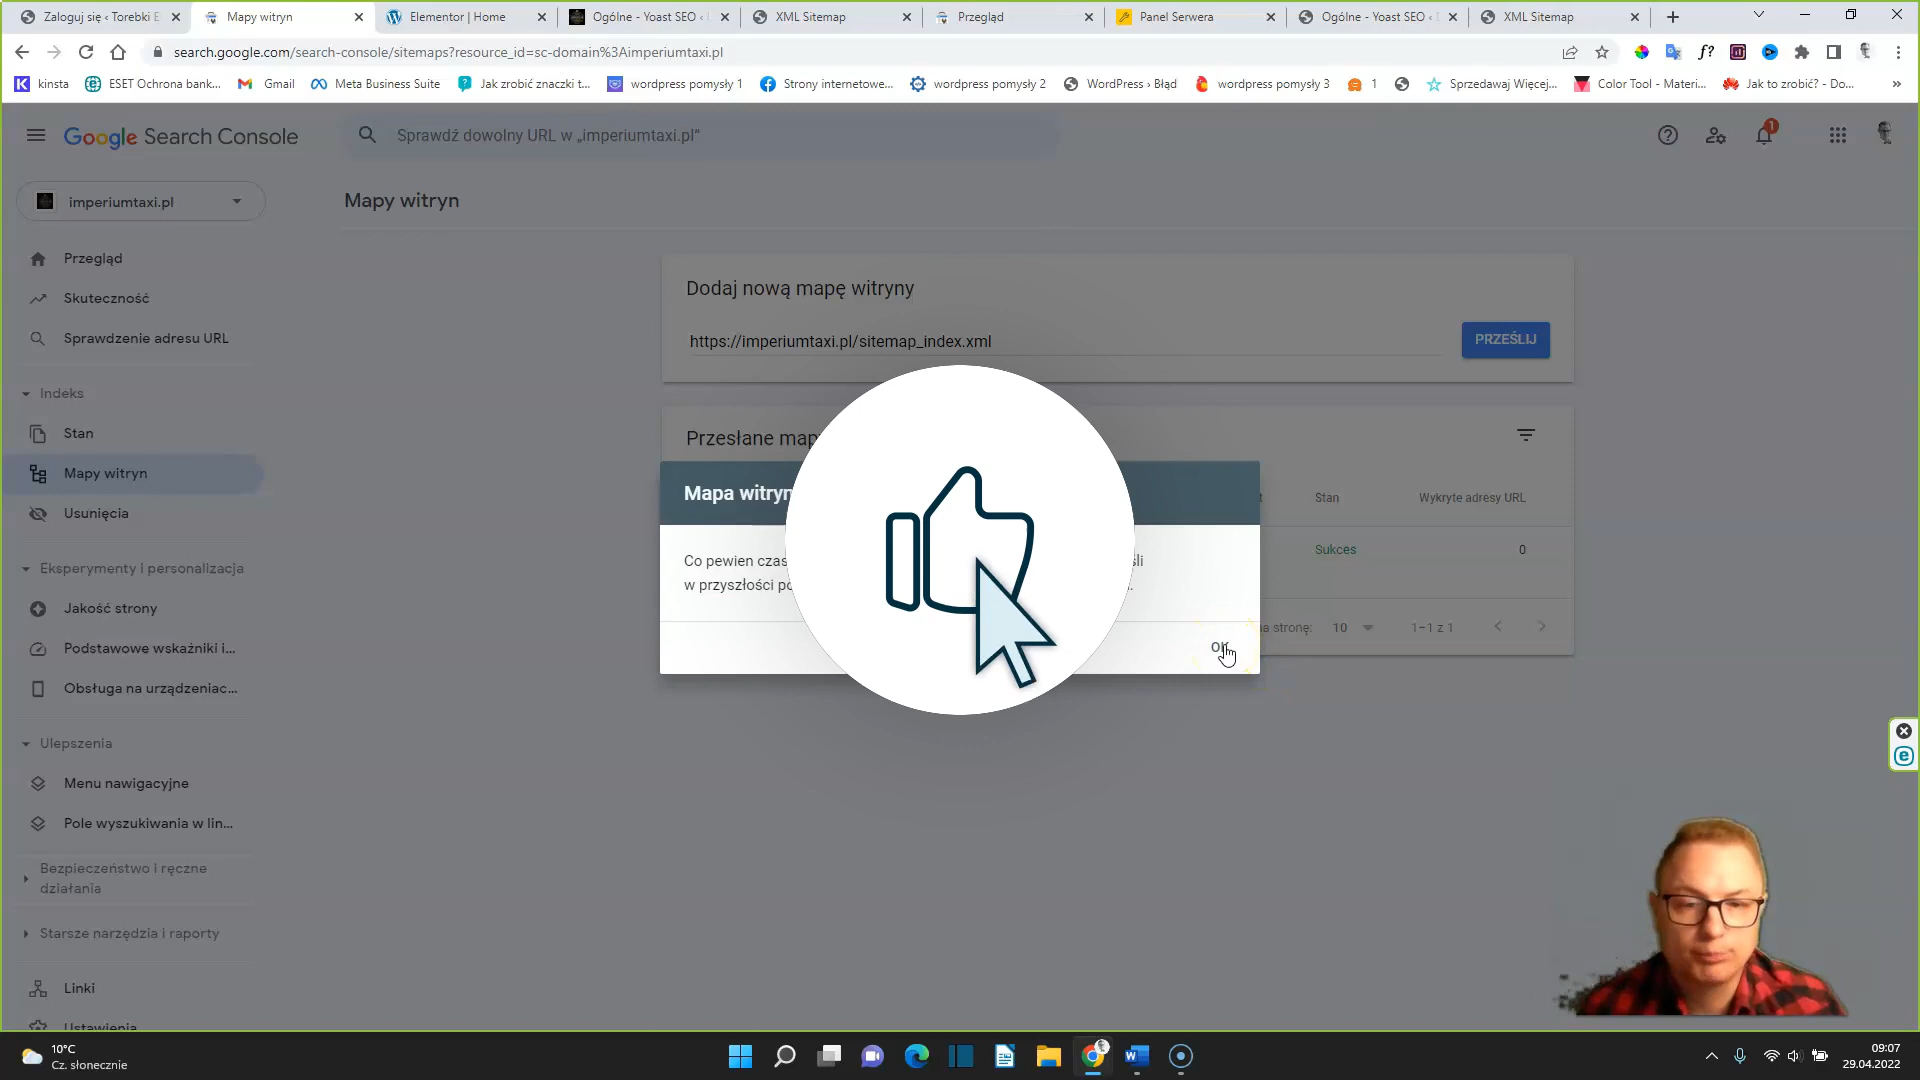 Zaloguj się ‹ Torebki E
Mapy witryn
Elementor | Home
Ogólne - Yoast SEO ‹
XML Sitemap
Przegląd
Panel Serwera
Ogólne - Yoast SEO ‹
XML Sitemap
search.google.com/search-console/sitemaps?resource_id=sc-domain%3Aimperiumtaxi.pl
kinsta
ESET Ochrona bank...
Gmail
Meta Business Suite
Jak zrobić znaczki t...
wordpress pomysły 1
Strony internetowe...
wordpress pomysły 2
WordPress › Błąd
wordpress pomysły 3
1
Sprzedawaj Więcej,...
Color Tool - Materi...
Jak to zrobić? - Do...
Google Search Console
Sprawdź dowolny URL w „imperiumtaxi.pl”
1
imperiumtaxi.pl
Mapy witryn
Przegląd
Skuteczność
Sprawdzenie adresu URL
Indeks
Stan
Mapy witryn
Usunięcia
Eksperymenty i personalizacja
Jakość strony
Podstawowe wskaźniki i...
Obsługa na urządzeniac...
Ulepszenia
Menu nawigacyjne
Pole wyszukiwania w lin...
Bezpieczeństwo i ręczne
działania
Starsze narzędzia i raporty
Linki
Ustawienia
Dodaj nową mapę witryny
https://imperiumtaxi.pl/sitemap_index.xml
PRZEŚLIJ
Przesłane map
Stan
Wykryte adresy URL
Sukces
0
stronę:
10
1–1 z 1
Mapa witryn
Co pewien czas
w przyszłości po
OK
10°C
Cz. słonecznie
09:07
29.04.2022